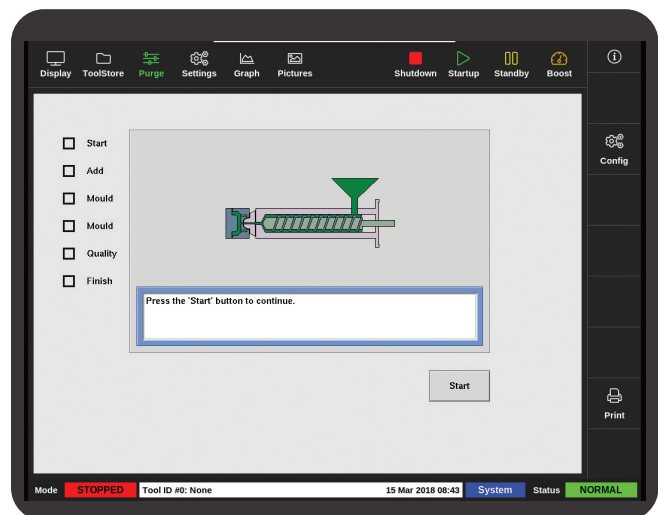 Display ToolStore Purge Settings Graph Pictures Shutdown Startup Standby Boost
Config
Print
Start
Add
Mould
Mould
Quality
Finish
Press the 'Start' button to continue.
Start
Mode STOPPED Tool ID #0: None 15 Mar 2018 08:43 System Status NORMAL